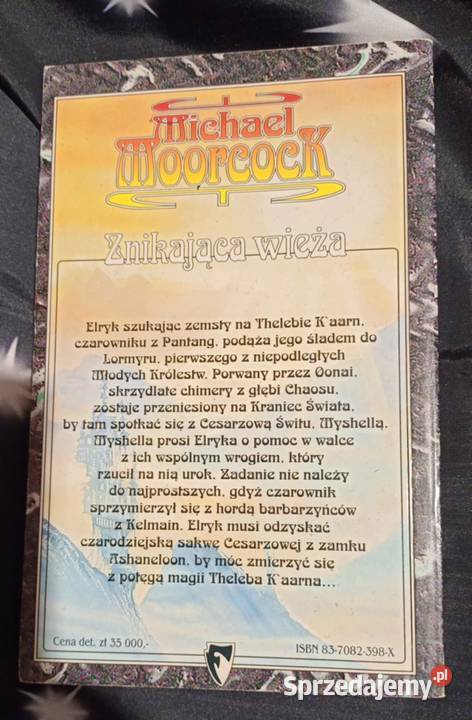 Michael
Moorcock
Znikająca wieża
Elryk szukając zemsty na Thelebie K`aarn,
czarowniku z Pantang, podąża jego śladem do
Lormyru, pierwszego z niepodległych
Młodych Królestw. Porwany przez Oonai,
skrzydlate chimery z głębi Chaosu,
zostaje przeniesiony na Kraniec Świata,
by tam spotkać się z Cesarzową Świtu, Myshellą.
Myshella prosi Elryka o pomoc w walce
z ich wspólnym wrogiem, który
rzucił na nią urok. Zadanie nie należy
do najprostszych, gdyż czarownik
sprzymierzył się z hordą barbarzyńców
z Kelmain. Elryk musi odzyskać
czarodziejską sakwę Cesarzowej z zamku
Ashaneloon, by móc zmierzyć się
z potęgą magii Theleba K`aarna...
Cena det. zł 35 000,-
ISBN 83-7082-398-X
Sprzedajemy.pl